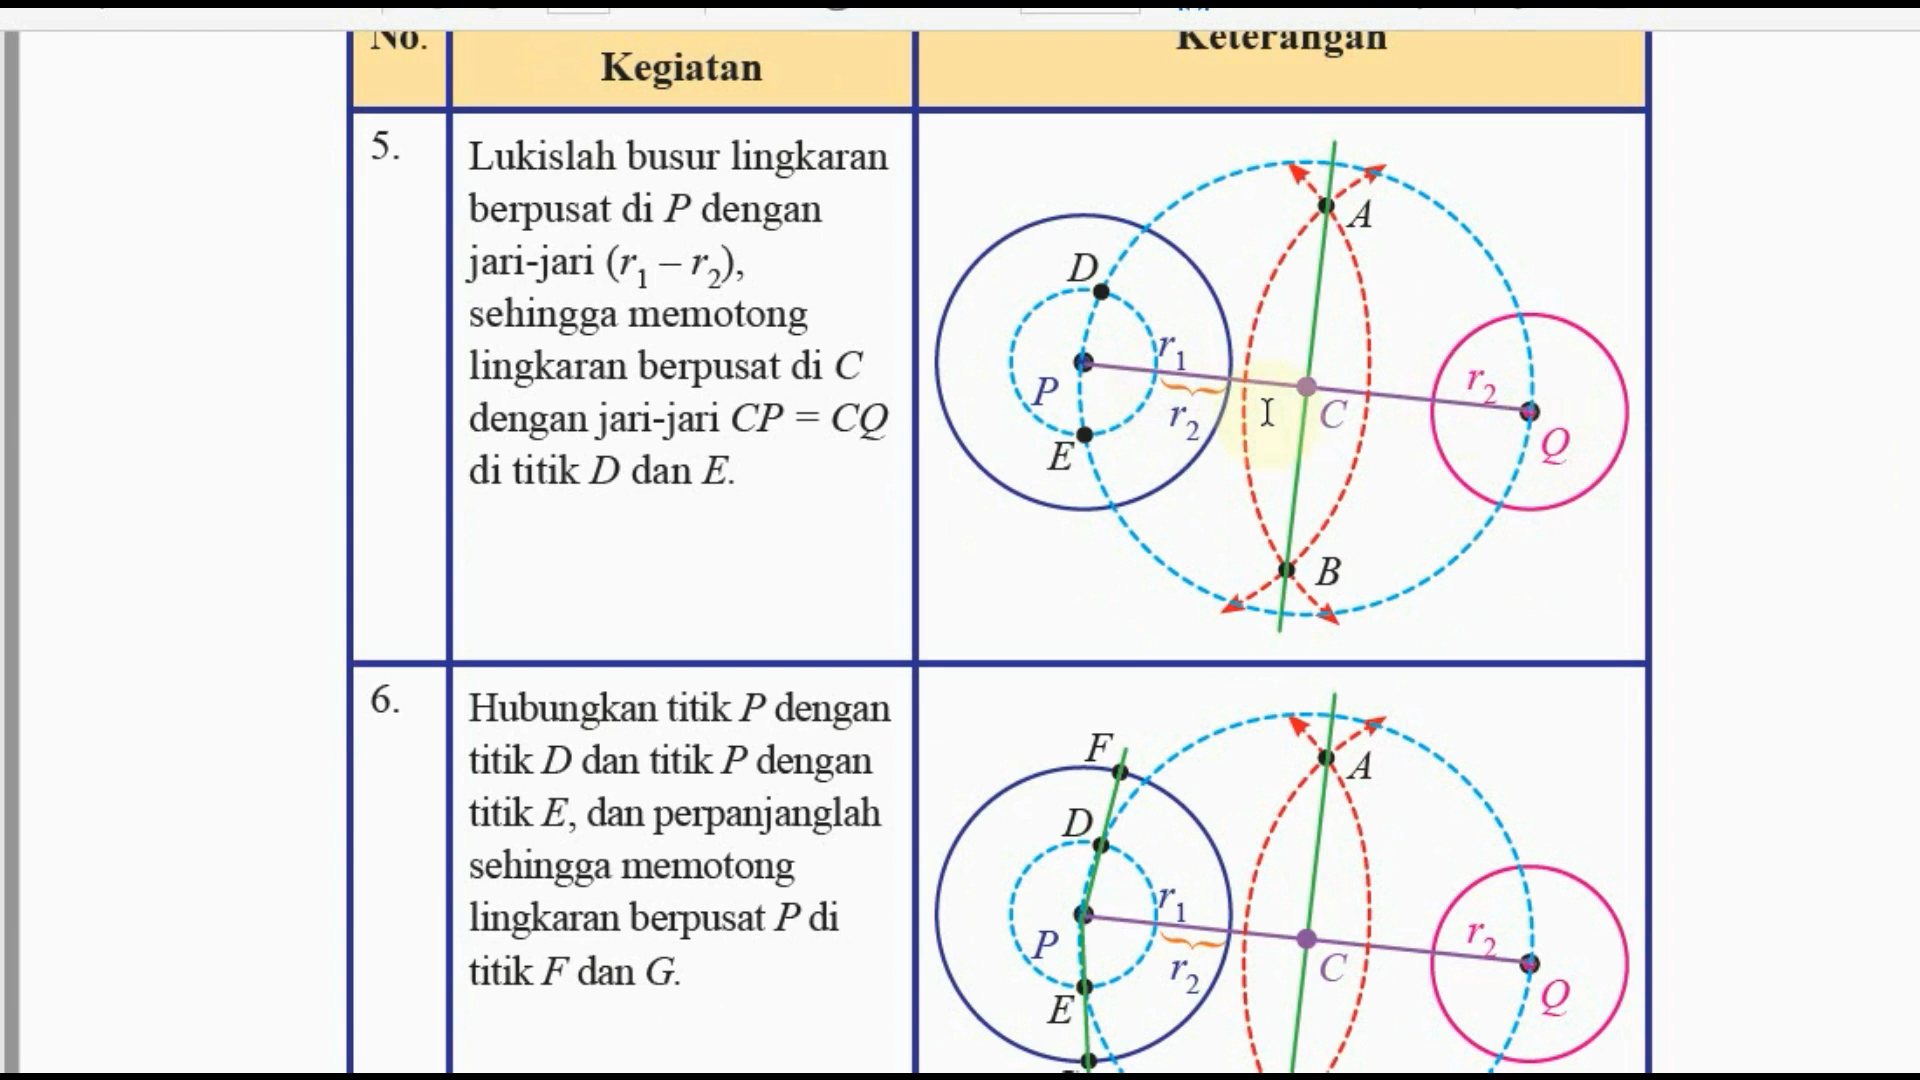 No.
Kegiatan
Keterangan
5.
Lukislah busur lingkaran
berpusat di P dengan
jari-jari (r₁ – r₂),
sehingga memotong
lingkaran berpusat di C
dengan jari-jari CP = CQ
di titik D dan E.
A
D
r₁
P
r₂
C
r₂
Q
E
B
6.
Hubungkan titik P dengan
titik D dan titik P dengan
titik E, dan perpanjanglah
sehingga memotong
lingkaran berpusat P di
titik F dan G.
F
A
D
r₁
P
r₂
C
r₂
Q
E